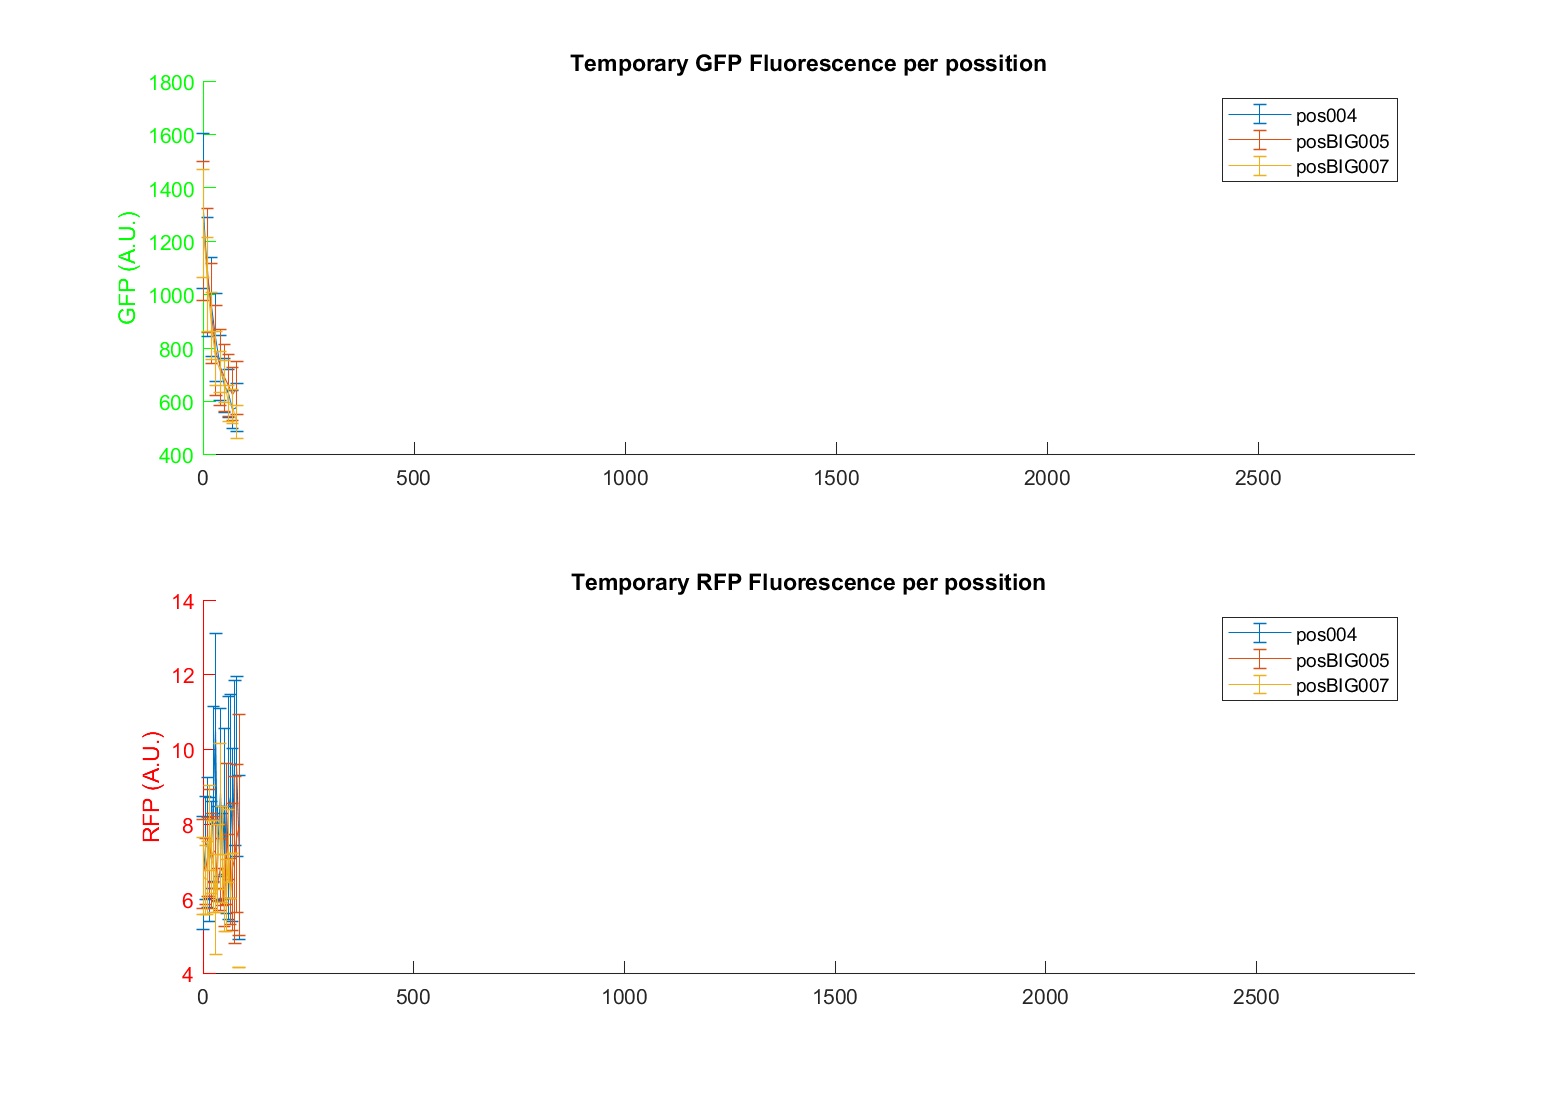 Temporary GFP Fluorescence per possition
1800
1600
1400
1200
1000
800
600
400
GFP (A.U.)
pos004
posBIG005
posBIG007
0 500 1000 1500 2000 2500
Temporary RFP Fluorescence per possition
14
12
10
8
6
4
RFP (A.U.)
pos004
posBIG005
posBIG007
0 500 1000 1500 2000 2500